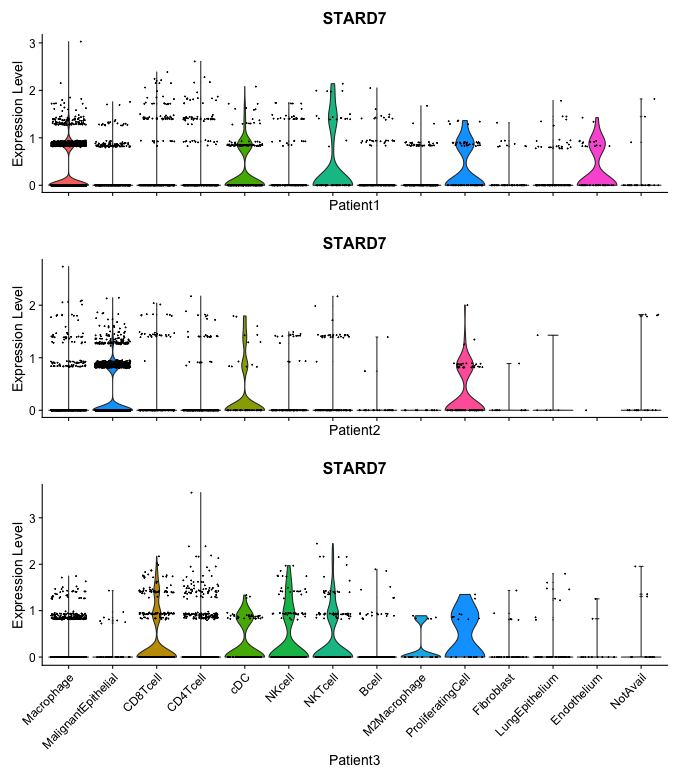 STARD7
Expression Level
3
2
1
0
Patient1
STARD7
Expression Level
2
1
0
Patient2
STARD7
Expression Level
3
2
1
0
Macrophage
MalignantEpithelial
CD8Tcell
CD4Tcell
cDC
NKcell
NKTcell
Bcell
M2Macrophage
ProliferatingCell
Fibroblast
LungEpithelium
Endothelium
NotAvail
Patient3